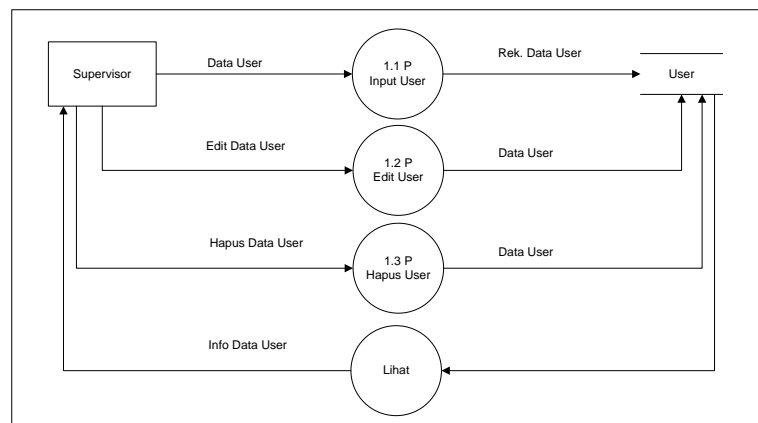 Supervisor
Data User
1.1 P
Input User
Rek. Data User
User
Edit Data User
1.2 P
Edit User
Data User
Hapus Data User
1.3 P
Hapus User
Data User
Info Data User
Lihat